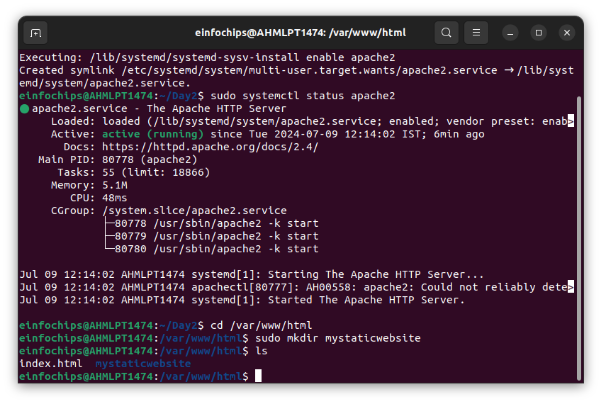 einfochips@AHMLPT1474: /var/www/html
Executing: /lib/systemd/systemd-sysv-install enable apache2
Created symlink /etc/systemd/system/multi-user.target.wants/apache2.service → /lib/syst
emd/system/apache2.service.
einfochips@AHMLPT1474:~/Day2$ sudo systemctl status apache2
● apache2.service - The Apache HTTP Server
Loaded: loaded (/lib/systemd/system/apache2.service; enabled; vendor preset: enab>
Active: active (running) since Tue 2024-07-09 12:14:02 IST; 6min ago
Docs: https://httpd.apache.org/docs/2.4/
Main PID: 80778 (apache2)
Tasks: 55 (limit: 18866)
Memory: 5.1M
CPU: 48ms
CGroup: /system.slice/apache2.service
├─80778 /usr/sbin/apache2 -k start
├─80779 /usr/sbin/apache2 -k start
└─80780 /usr/sbin/apache2 -k start
Jul 09 12:14:02 AHMLPT1474 systemd[1]: Starting The Apache HTTP Server...
Jul 09 12:14:02 AHMLPT1474 apachectl[80777]: AH00558: apache2: Could not reliably dete>
Jul 09 12:14:02 AHMLPT1474 systemd[1]: Started The Apache HTTP Server.
einfochips@AHMLPT1474:~/Day2$ cd /var/www/html
einfochips@AHMLPT1474:/var/www/html$ sudo mkdir mystaticwebsite
einfochips@AHMLPT1474:/var/www/html$ ls
index.html mystaticwebsite
einfochips@AHMLPT1474:/var/www/html$